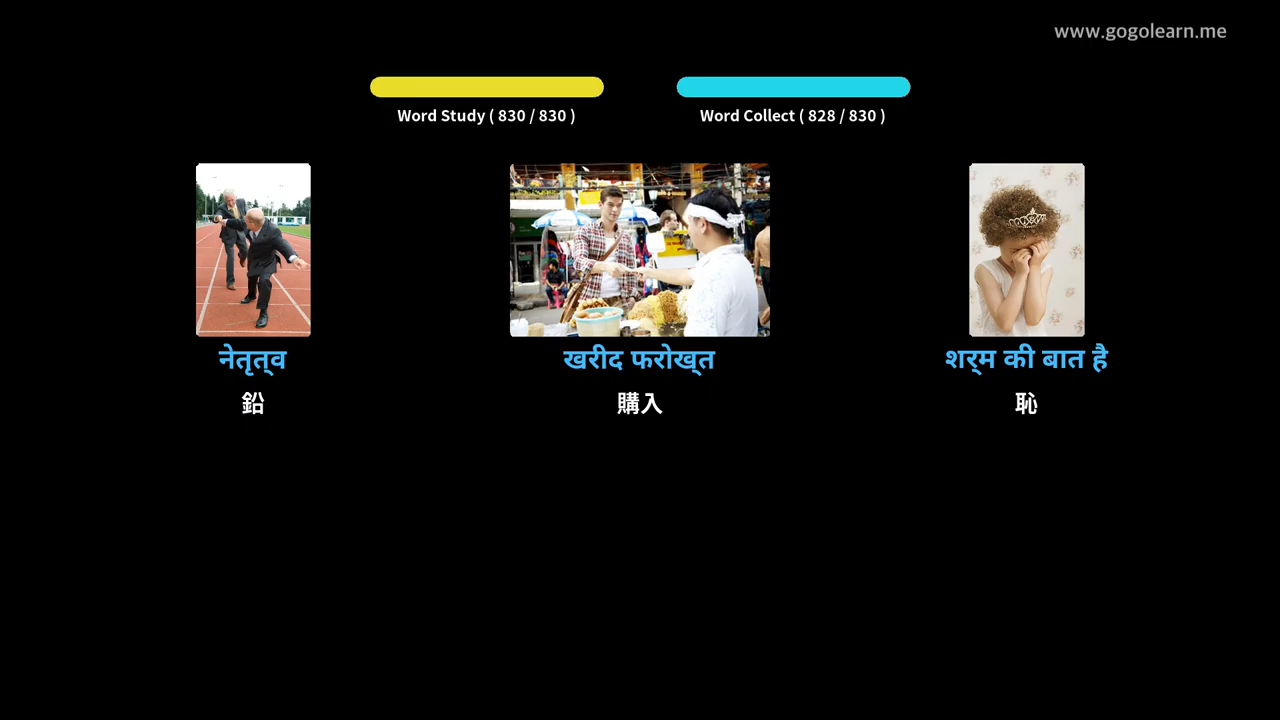 www.gogolearn.me
Word Study ( 830 / 830 )
Word Collect ( 828 / 830 )
नेतृत्व
खरीद फरोख्त
शर्म की बात है
鉛
購入
恥